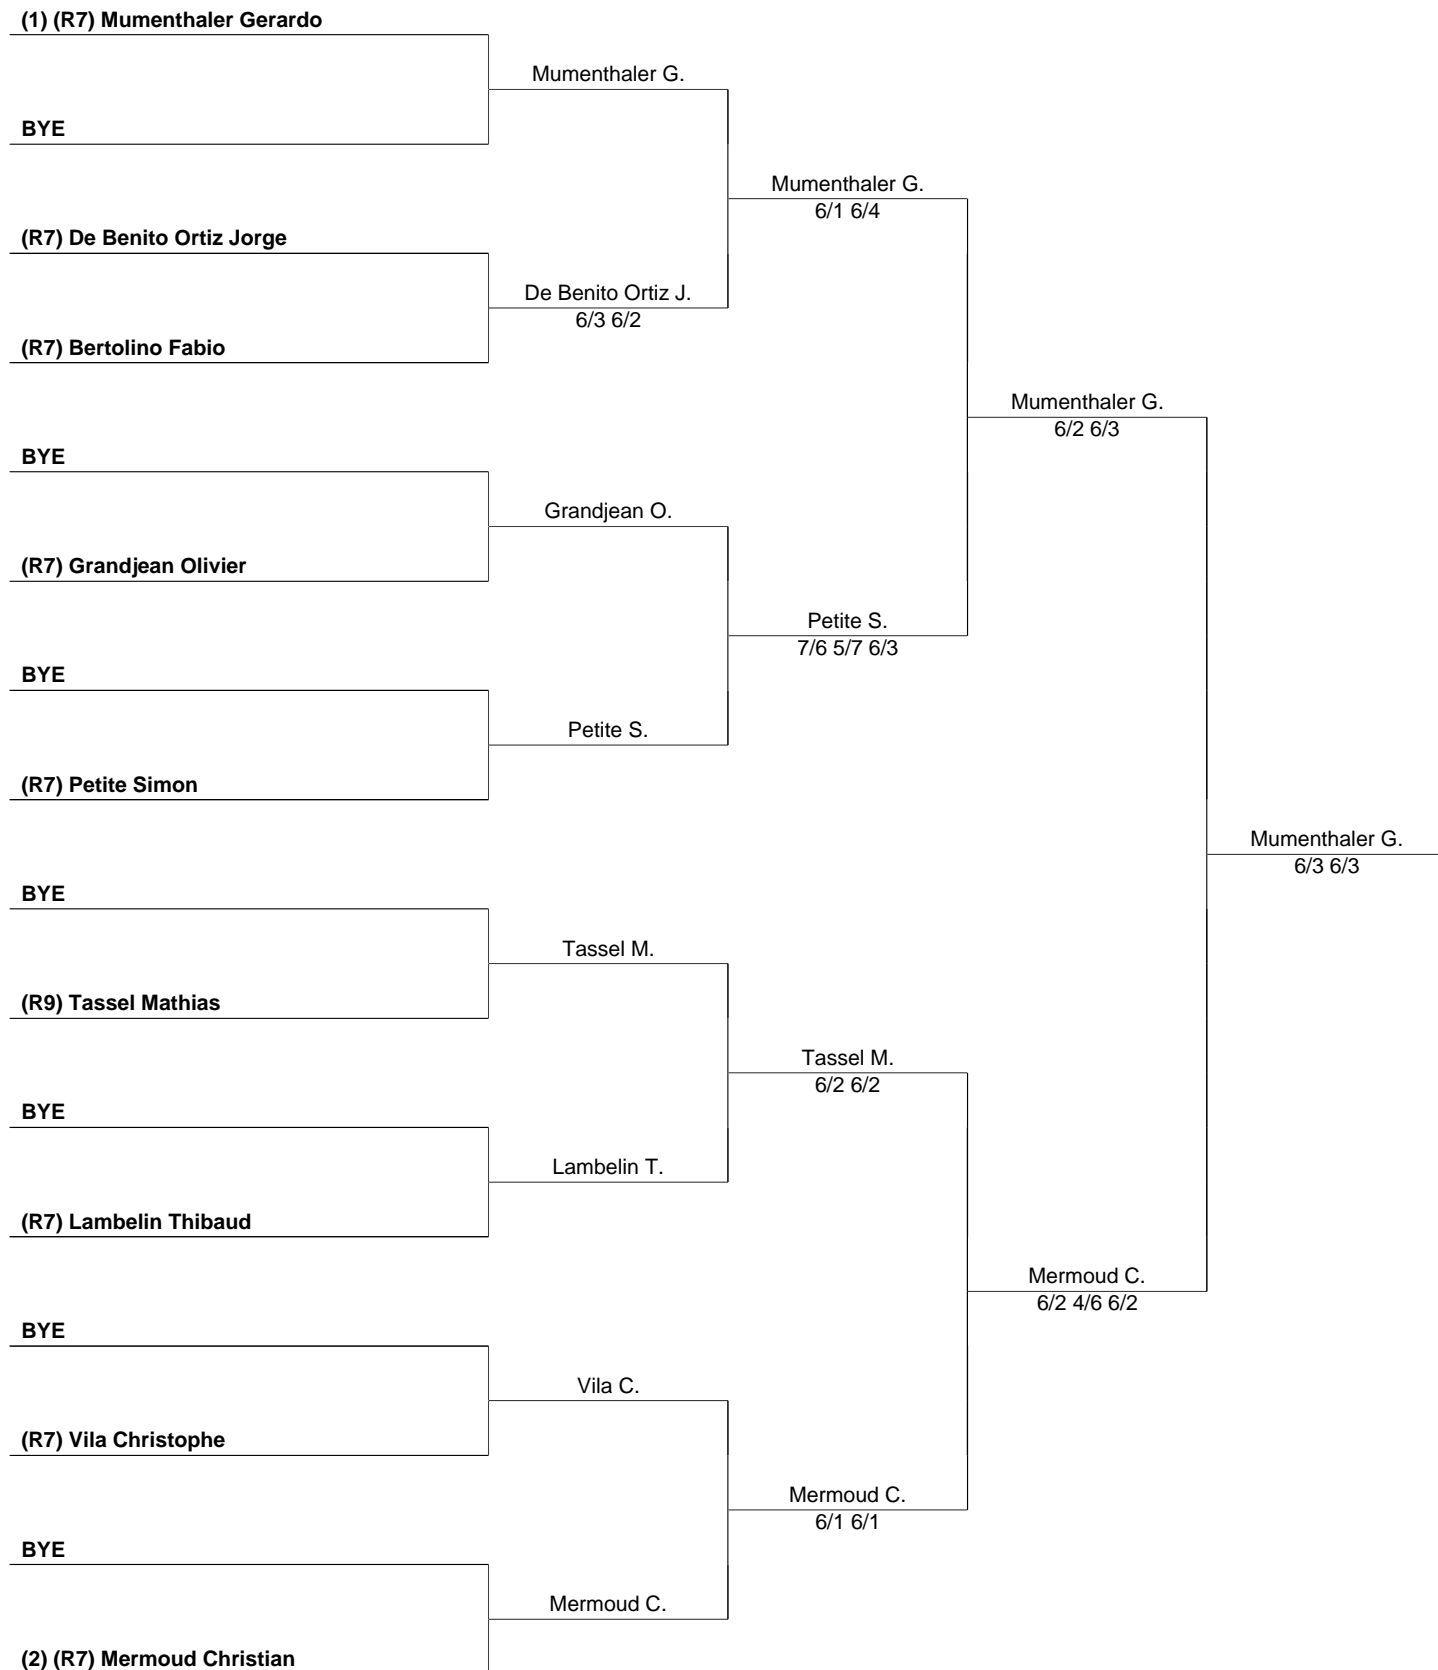 (1) (R7) Mumenthaler Gerardo
Mumenthaler G.
BYE
Mumenthaler G.
6/1 6/4
(R7) De Benito Ortiz Jorge
De Benito Ortiz J.
6/3 6/2
(R7) Bertolino Fabio
Mumenthaler G.
6/2 6/3
BYE
Grandjean O.
(R7) Grandjean Olivier
Petite S.
7/6 5/7 6/3
BYE
Petite S.
(R7) Petite Simon
Mumenthaler G.
6/3 6/3
BYE
Tassel M.
(R9) Tassel Mathias
Tassel M.
6/2 6/2
BYE
Lambelin T.
(R7) Lambelin Thibaud
Mermoud C.
6/2 4/6 6/2
BYE
Vila C.
(R7) Vila Christophe
Mermoud C.
6/1 6/1
BYE
Mermoud C.
(2) (R7) Mermoud Christian